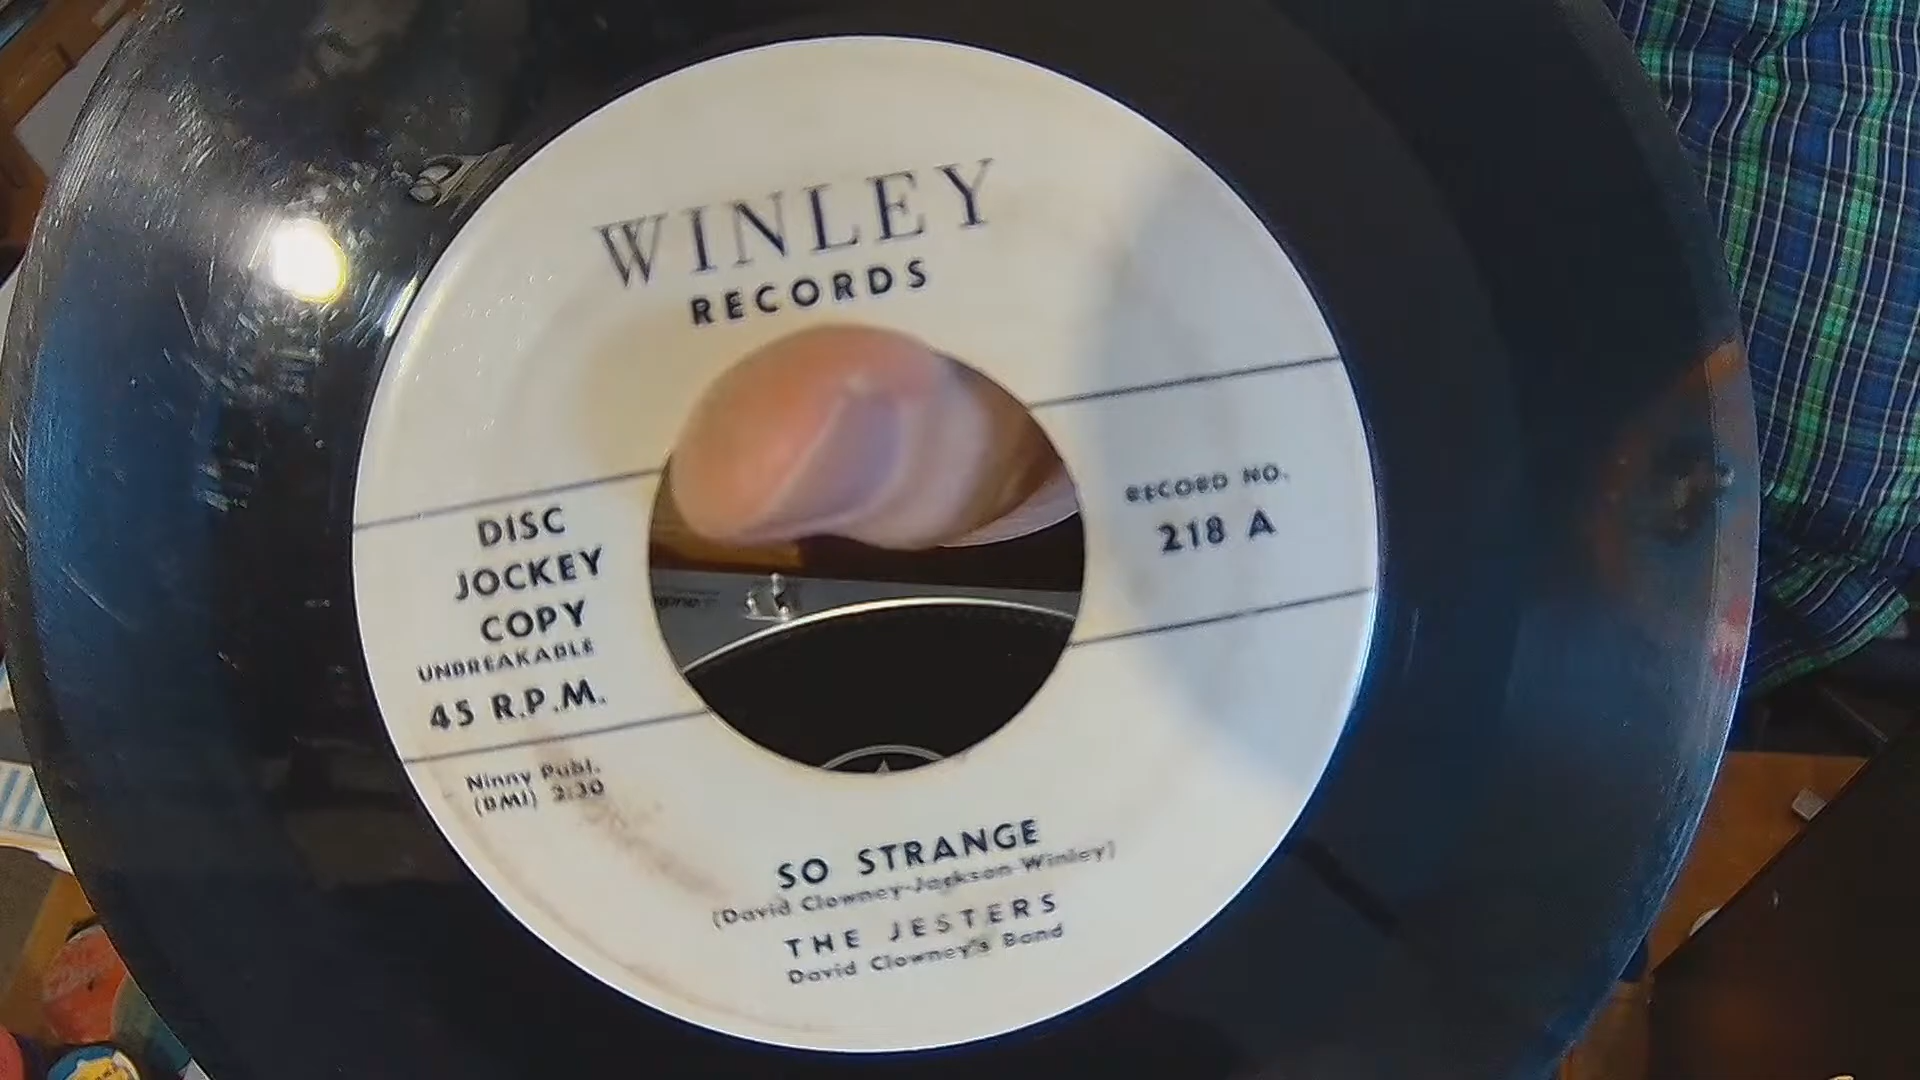 WINLEY
RECORDS
DISC
JOCKEY
COPY
UNBREAKABLE
45 R.P.M.
RECORD NO.
218 A
Ninny Publ.
(BMI) 2:30
SO STRANGE
(David Clowney-Jackson-Winley)
THE JESTERS
David Clowney's Band